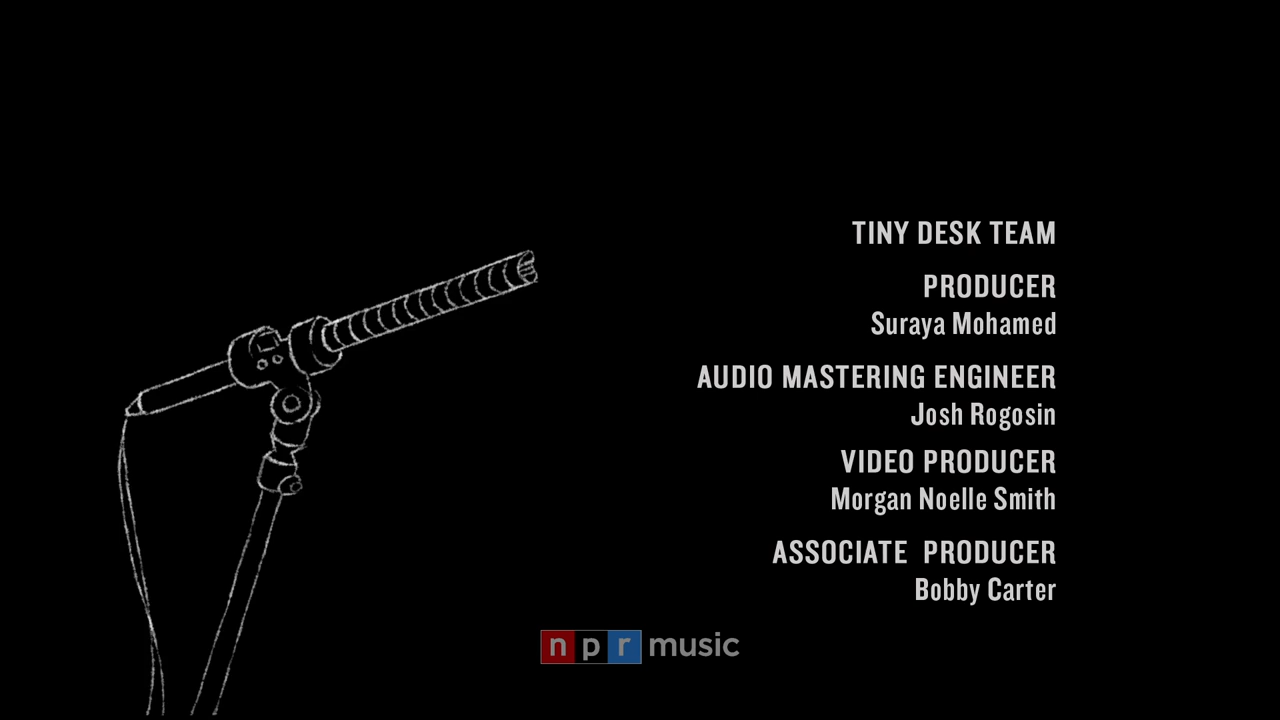 TINY DESK TEAM
PRODUCER
Suraya Mohamed
AUDIO MASTERING ENGINEER
Josh Rogosin
VIDEO PRODUCER
Morgan Noelle Smith
ASSOCIATE PRODUCER
Bobby Carter
npr music